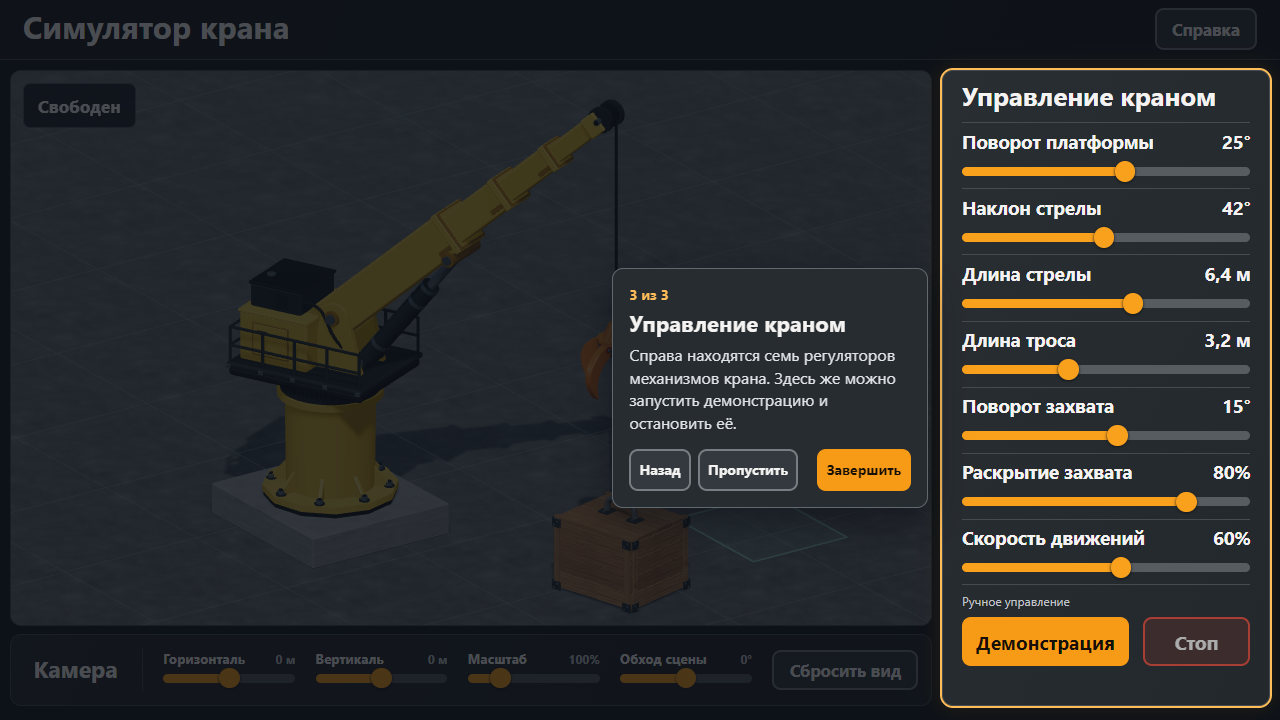 Симулятор крана
Справка
Свободен
3 из 3
Управление краном
Справа находятся семь регуляторов
механизмов крана. Здесь же можно
запустить демонстрацию и
остановить её.
Назад
Пропустить
Завершить
Управление краном
Поворот платформы 25°
Наклон стрелы 42°
Длина стрелы 6,4 м
Длина троса 3,2 м
Поворот захвата 15°
Раскрытие захвата 80%
Скорость движений 60%
Ручное управление
Демонстрация
Стоп
Камера
Горизонталь 0 м
Вертикаль 0 м
Масштаб 100%
Обход сцены 0°
Сбросить вид